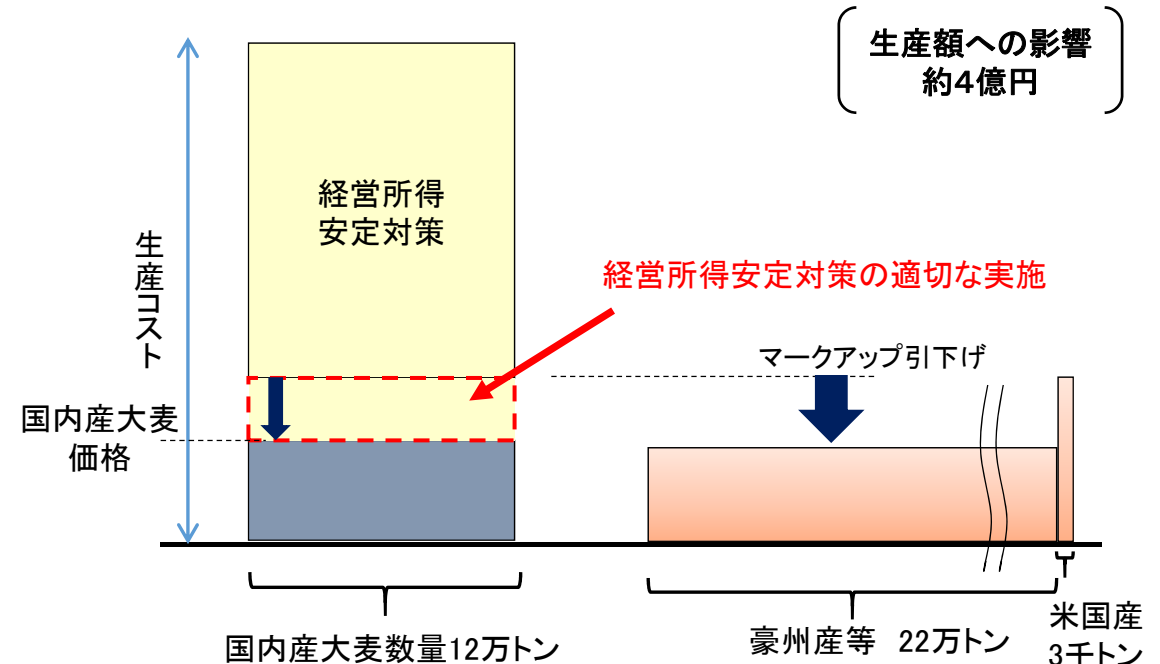 生産額への影響
約4億円
経営所得
安定対策
生産コスト
経営所得安定対策の適切な実施
マークアップ引下げ
国内産大麦
価格
国内産大麦数量12万トン
豪州産等 22万トン
米国産
3千トン